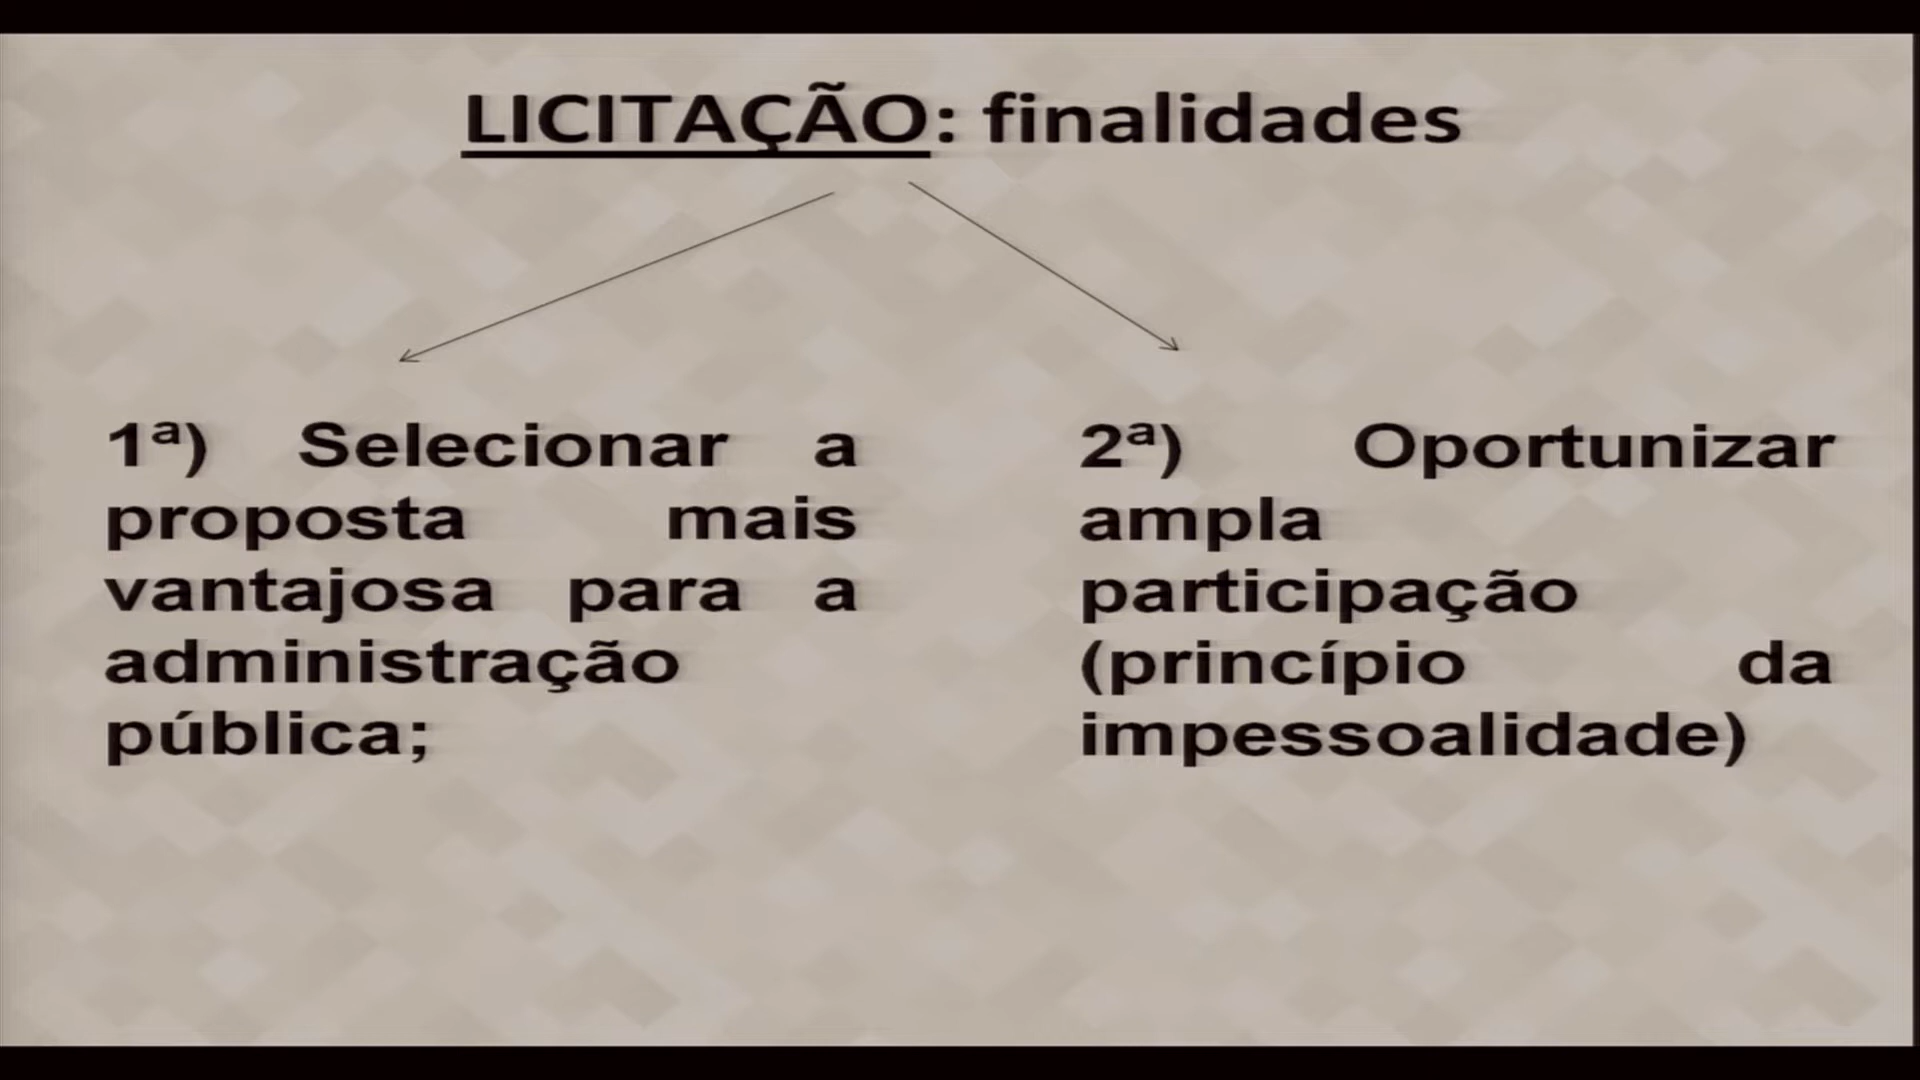 LICITAÇÃO: finalidades
1ª) Selecionar a
proposta mais
vantajosa para a
administração
pública;
2ª) Oportunizar
ampla
participação
(princípio da
impessoalidade)